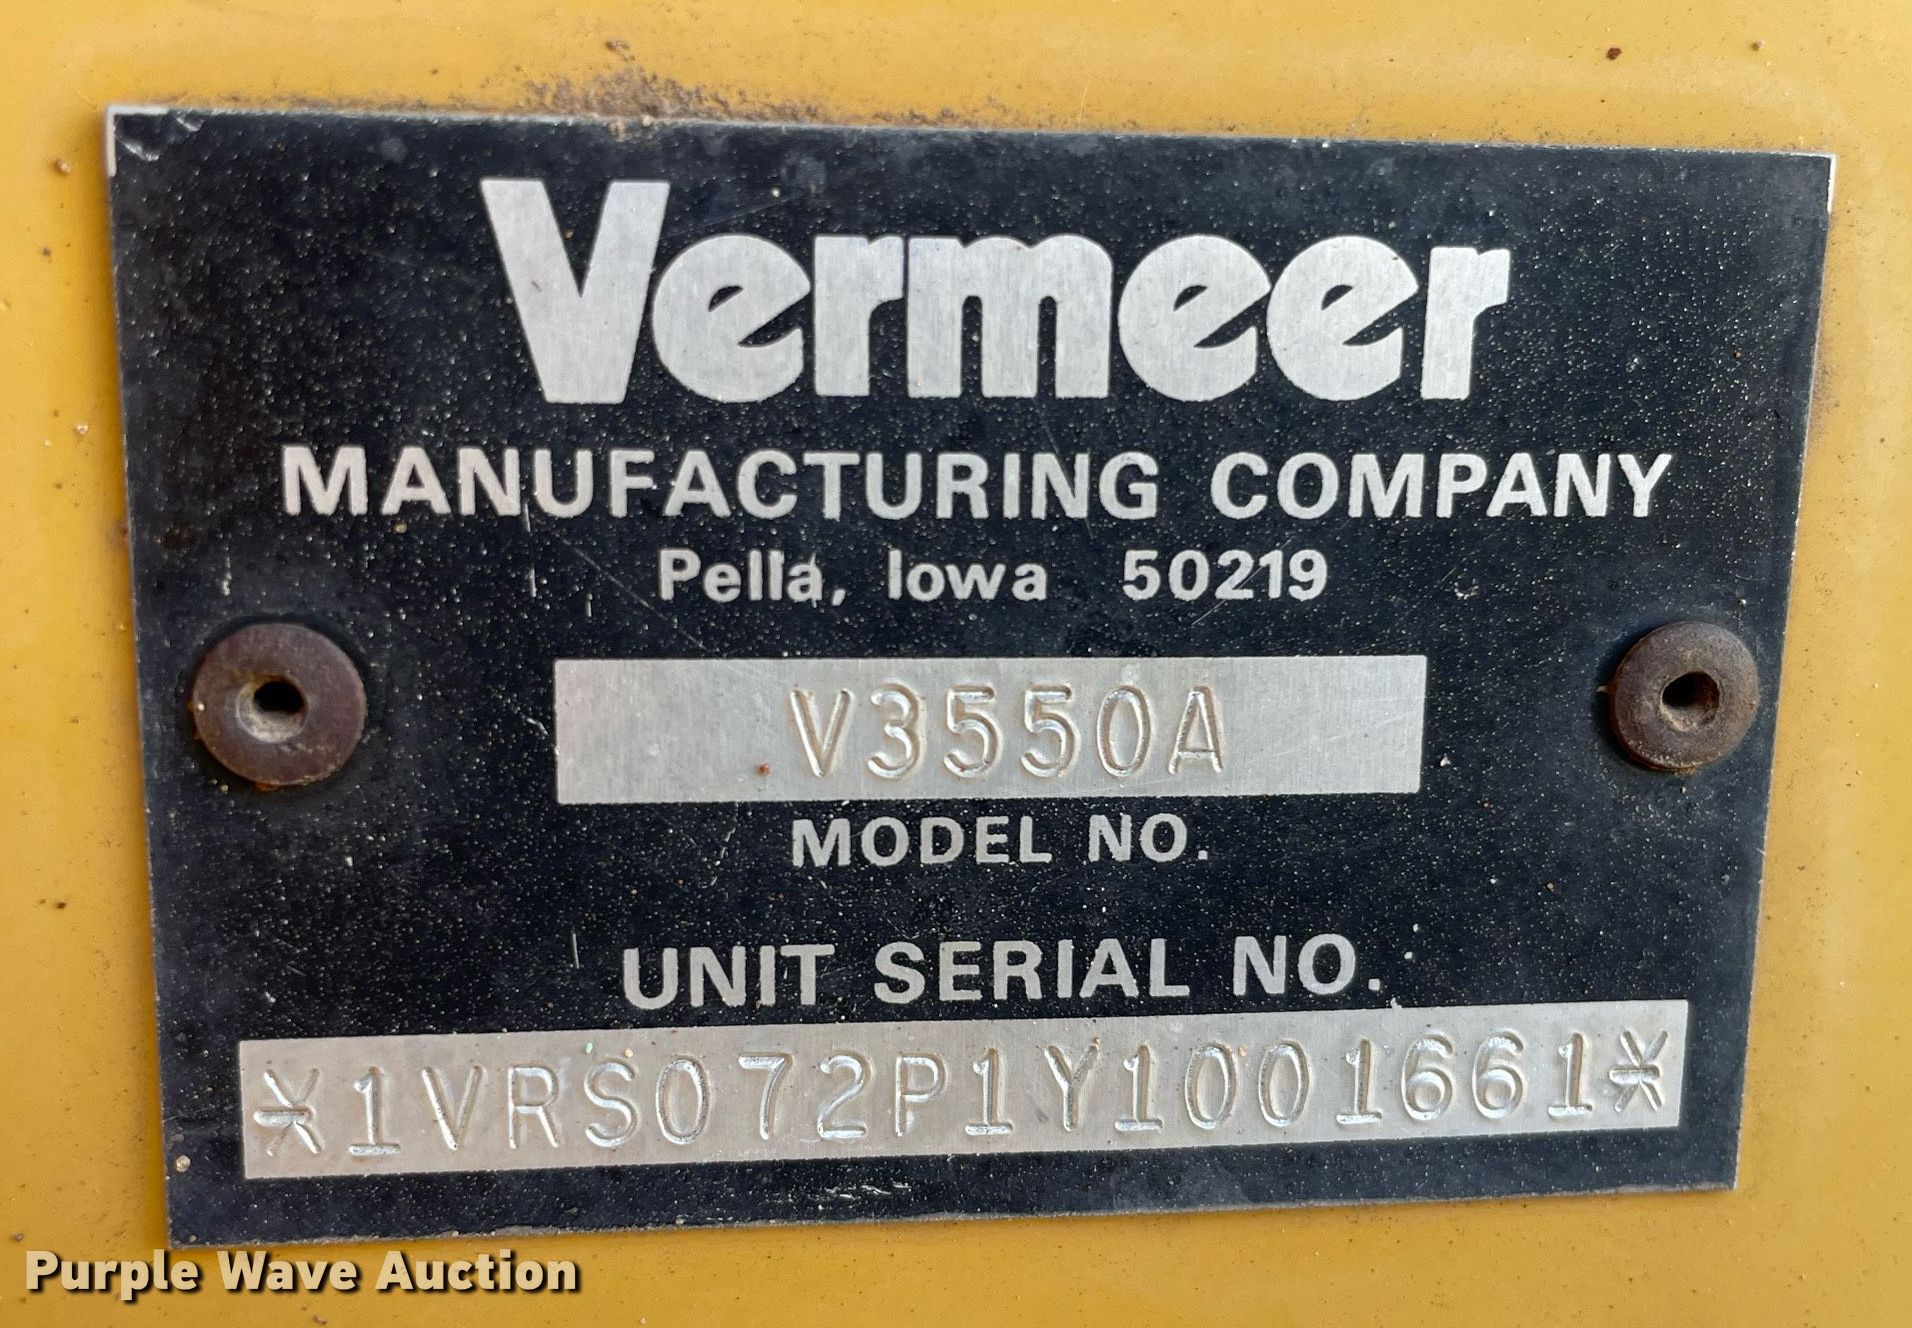 Vermeer
MANUFACTURING COMPANY
Pella, Iowa 50219
V3550A
MODEL NO.
UNIT SERIAL NO.
*1VRS072P1Y1001661*
Purple Wave Auction